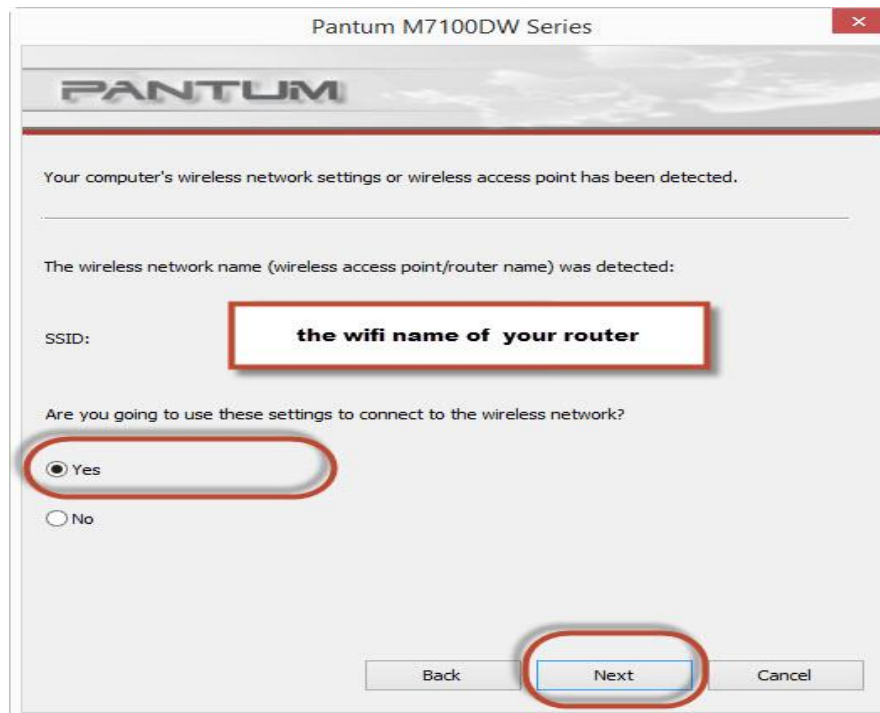 Pantum M7100DW Series
PANTUM
Your computer's wireless network settings or wireless access point has been detected.
The wireless network name (wireless access point/router name) was detected:
SSID:
the wifi name of your router
Are you going to use these settings to connect to the wireless network?
Yes
No
Back
Next
Cancel